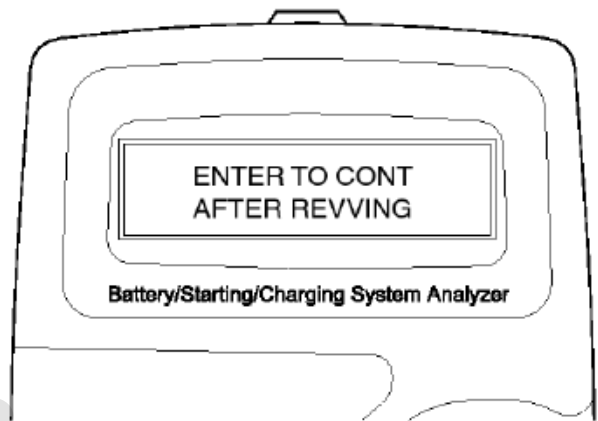 ENTER TO CONT
AFTER REVVING
Battery/Starting/Charging System Analyzer